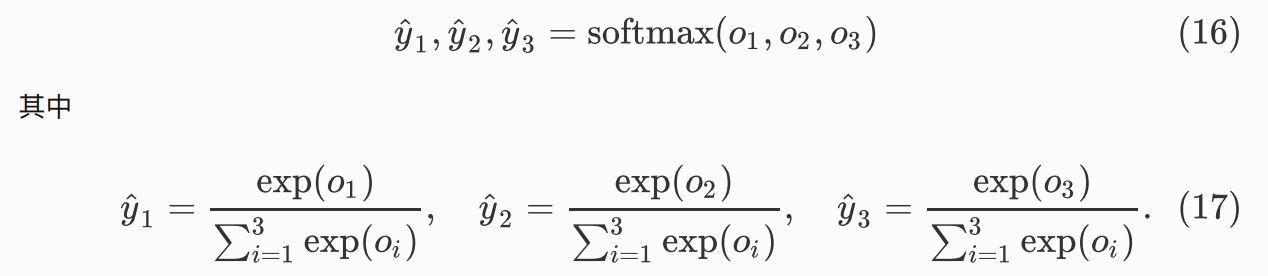 ŷ₁, ŷ₂, ŷ₃ = softmax(o₁, o₂, o₃) (16)
其中
ŷ₁ = exp(o₁) / ∑³ᵢ₌₁ exp(oᵢ), ŷ₂ = exp(o₂) / ∑³ᵢ₌₁ exp(oᵢ), ŷ₃ = exp(o₃) / ∑³ᵢ₌₁ exp(oᵢ). (17)